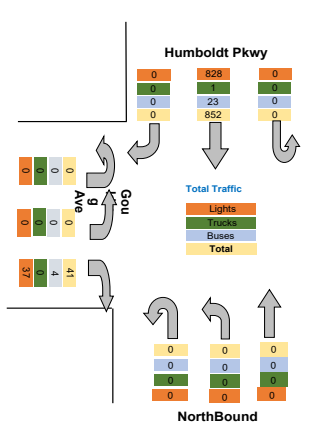 Humboldt Pkwy
0 828 0
0 1 0
0 23 0
0 852 0
Gou
g
Ave
0 0 0 0
0 0 0 0
37 0 4 41
Total Traffic
Lights
Trucks
Buses
Total
0 0 0
0 0 0
0 0 0
0 0 0
NorthBound